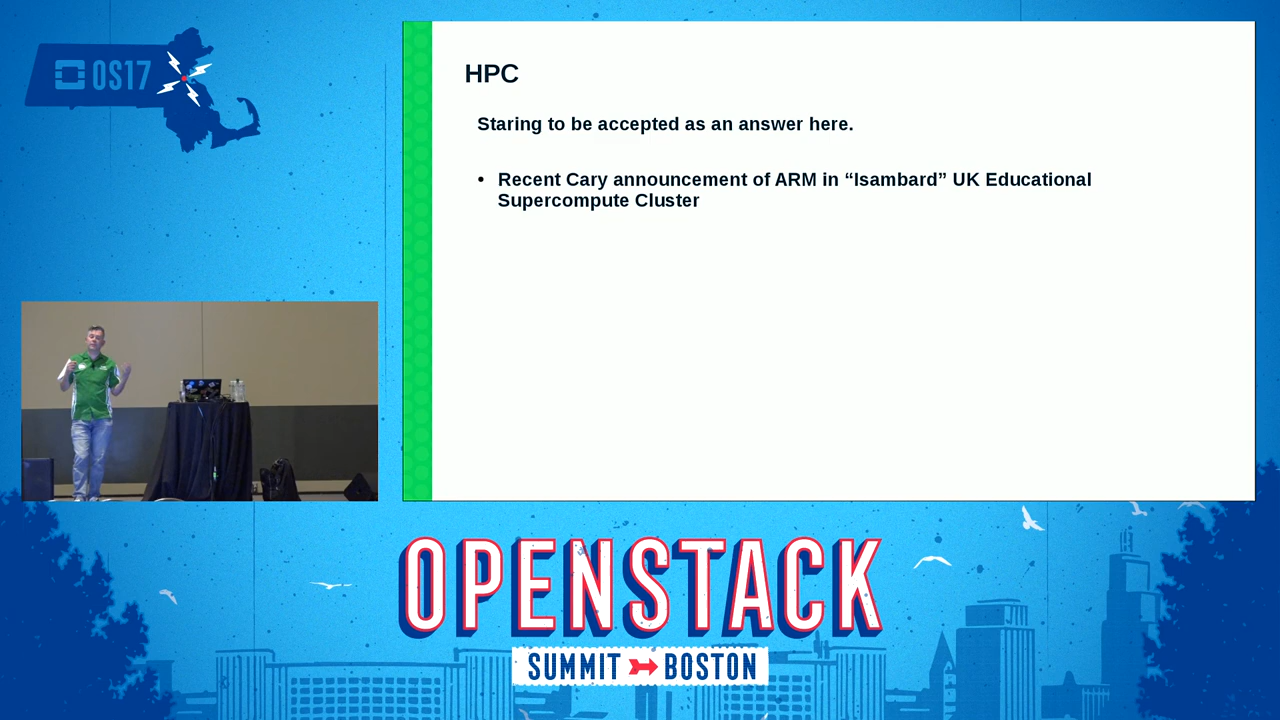 OS17
HPC
Staring to be accepted as an answer here.
• Recent Cary announcement of ARM in “Isambard” UK Educational
Supercompute Cluster
OPENSTACK
SUMMIT BOSTON